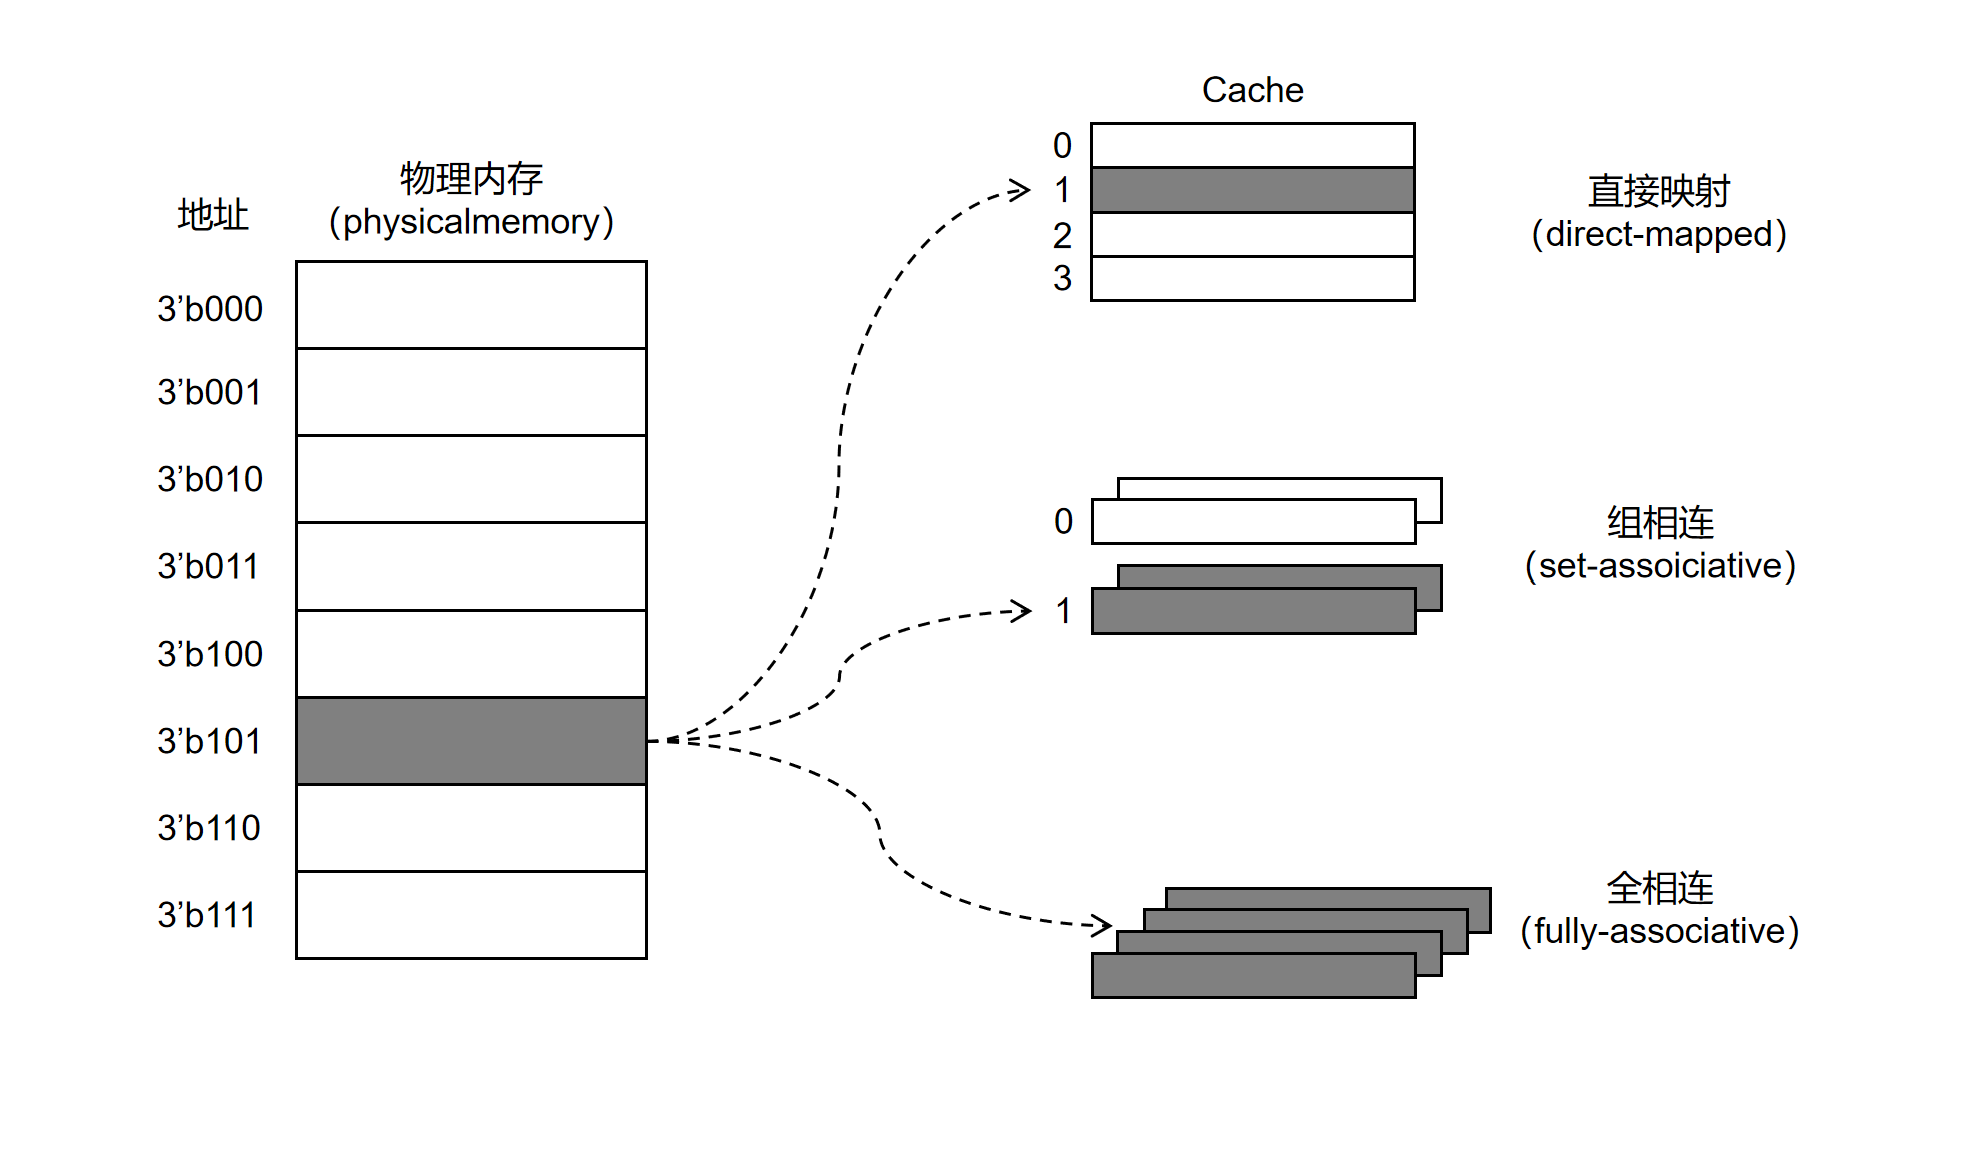 地址
物理内存
(physicalmemory)
3’b000
3’b001
3’b010
3’b011
3’b100
3’b101
3’b110
3’b111
Cache
0
1
2
3
直接映射
(direct-mapped)
0
1
组相连
(set-assoiciative)
全相连
(fully-associative)